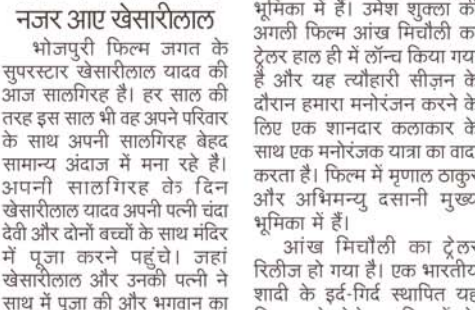 नजर आए खेसारीलाल
भोजपुरी फिल्म जगत के
सुपरस्टार खेसारीलाल यादव की
आज सालगिरह है। हर साल की
तरह इस साल भी वह अपने परिवार
के साथ अपनी सालगिरह बेहद
सामान्य अंदाज में मना रहे है।
अपनी सालगिरह के दिन
खेसारीलाल यादव अपनी पत्नी चंदा
देवी और दोनों बच्चों के साथ मंदिर
में पूजा करने पहुंचे। जहां
खेसारीलाल और उनकी पत्नी ने
साथ में पूजा की और भगवान का
भूमिका में हैं। उमेश शुक्ला की
अगली फिल्म आंख मिचौली का
ट्रेलर हाल ही में लॉन्च किया गया
है और यह त्यौहारी सीज़न के
दौरान हमारा मनोरंजन करने के
लिए एक शानदार कलाकार के
साथ एक मनोरंजक यात्रा का वादा
करता है। फिल्म में मृणाल ठाकुर
और अभिमन्यु दसानी मुख्य
भूमिका में हैं।
आंख मिचौली का ट्रेलर
रिलीज हो गया है। एक भारतीय
शादी के इर्द-गिर्द स्थापित यह